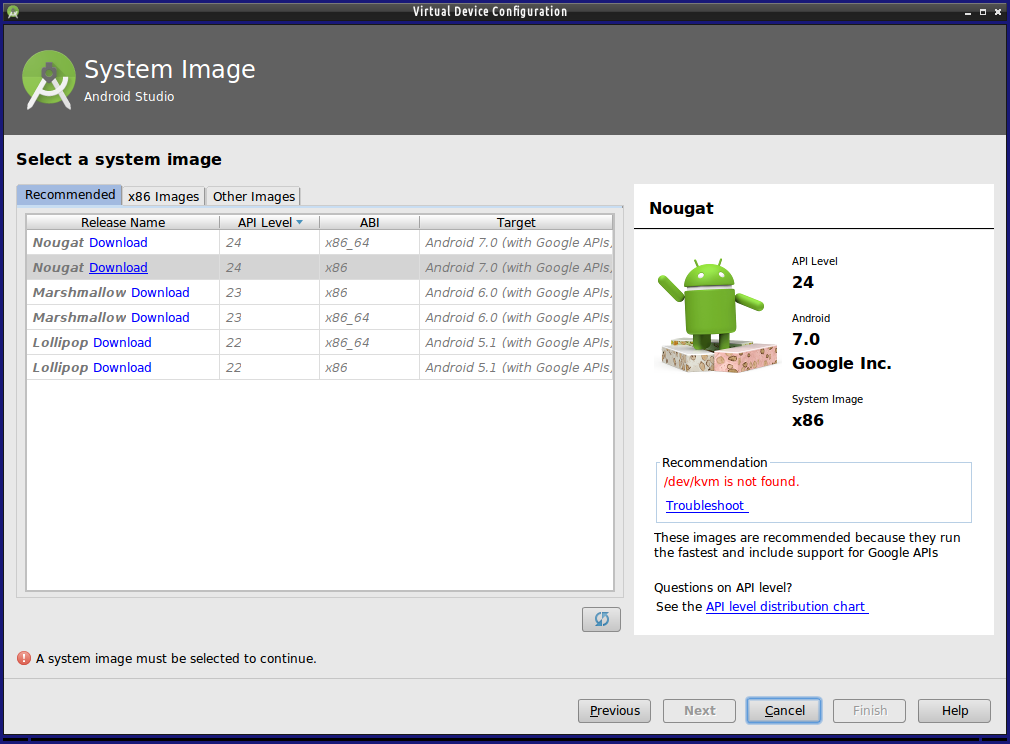 Virtual Device Configuration
System Image
Android Studio
Select a system image
Recommended x86 Images Other Images
Release Name API Level ABI Target
Nougat Download 24 x86_64 Android 7.0 (with Google APIs
Nougat Download 24 x86 Android 7.0 (with Google APIs
Marshmallow Download 23 x86 Android 6.0 (with Google APIs
Marshmallow Download 23 x86_64 Android 6.0 (with Google APIs
Lollipop Download 22 x86_64 Android 5.1 (with Google APIs
Lollipop Download 22 x86 Android 5.1 (with Google APIs
Nougat
API Level
24
Android
7.0
Google Inc.
System Image
x86
Recommendation
/dev/kvm is not found.
Troubleshoot
These images are recommended because they run
the fastest and include support for Google APIs
Questions on API level?
See the API level distribution chart
A system image must be selected to continue.
Previous Next Cancel Finish Help